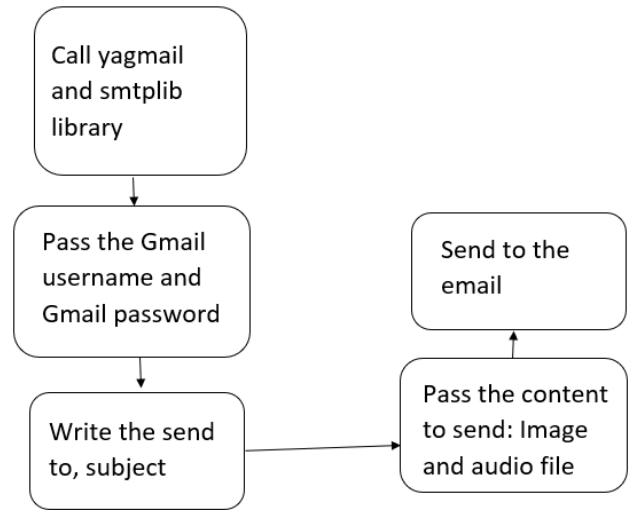 Call yagmail
and smtplib
library
Pass the Gmail
username and
Gmail password
Write the send
to, subject
Pass the content
to send: Image
and audio file
Send to the
email